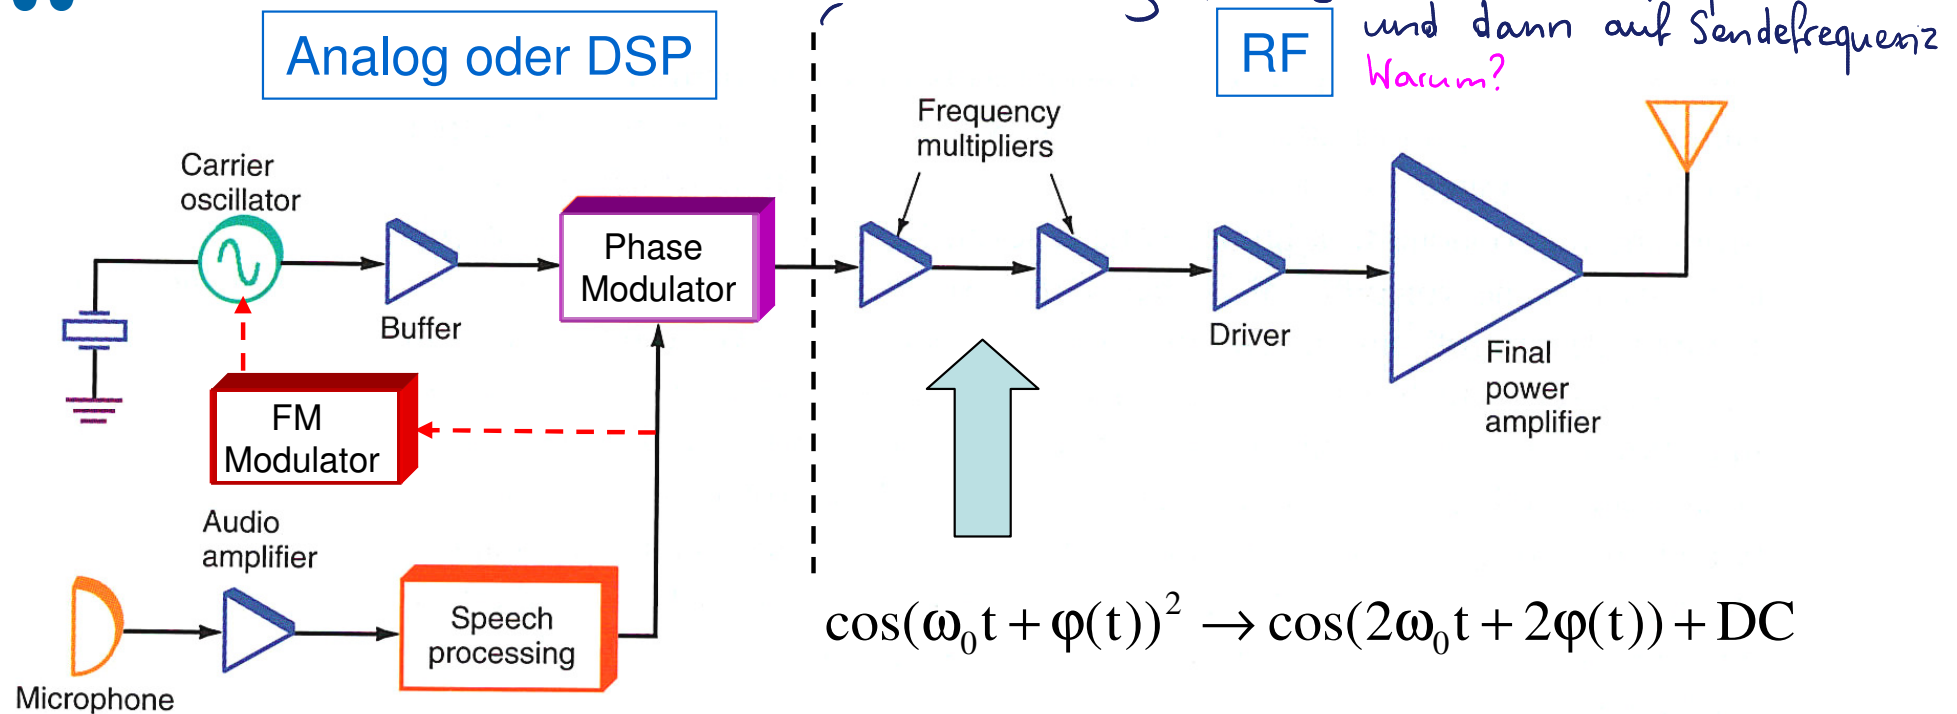 und dann auf Sendefrequenz
Analog oder DSP
RF
Warum?
Frequency
multipliers
Carrier
oscillator
Phase
Modulator
Buffer
Driver
Final
power
amplifier
FM
Modulator
Audio
amplifier
Speech
processing
cos(ω₀t + φ(t))² → cos(2ω₀t + 2φ(t)) + DC
Microphone